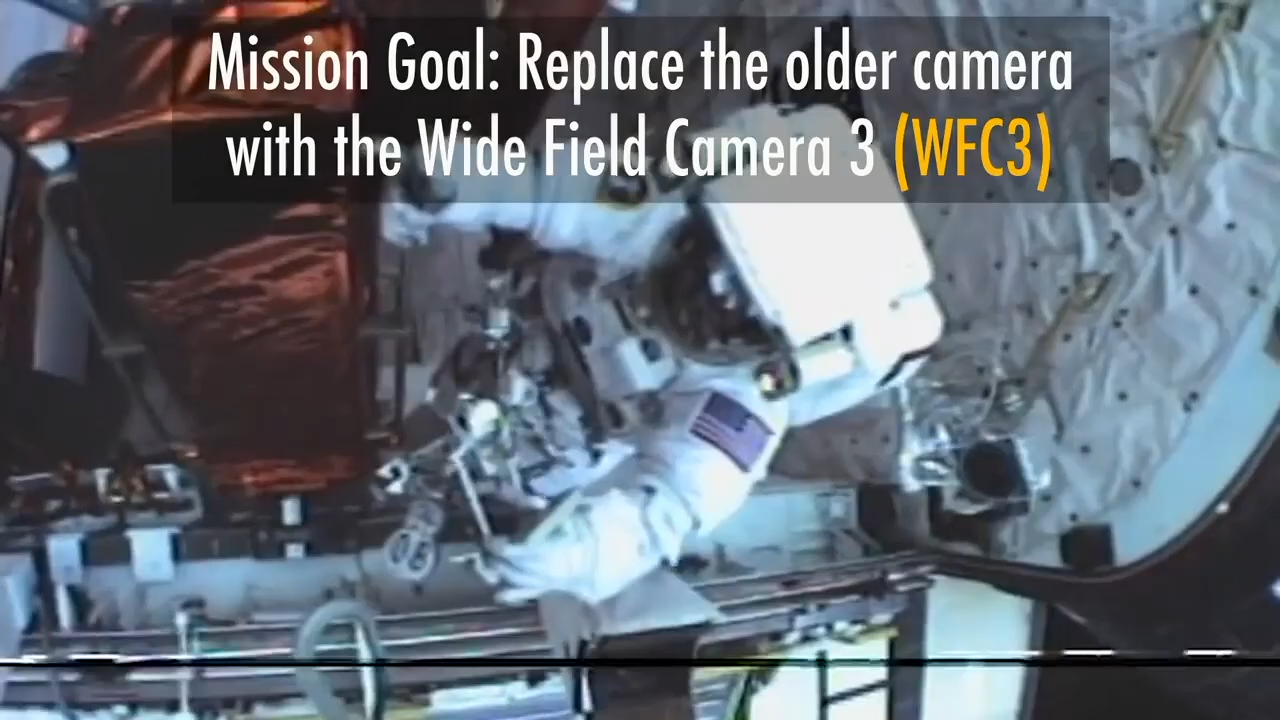 Mission Goal: Replace the older camera
with the Wide Field Camera 3 (WFC3)